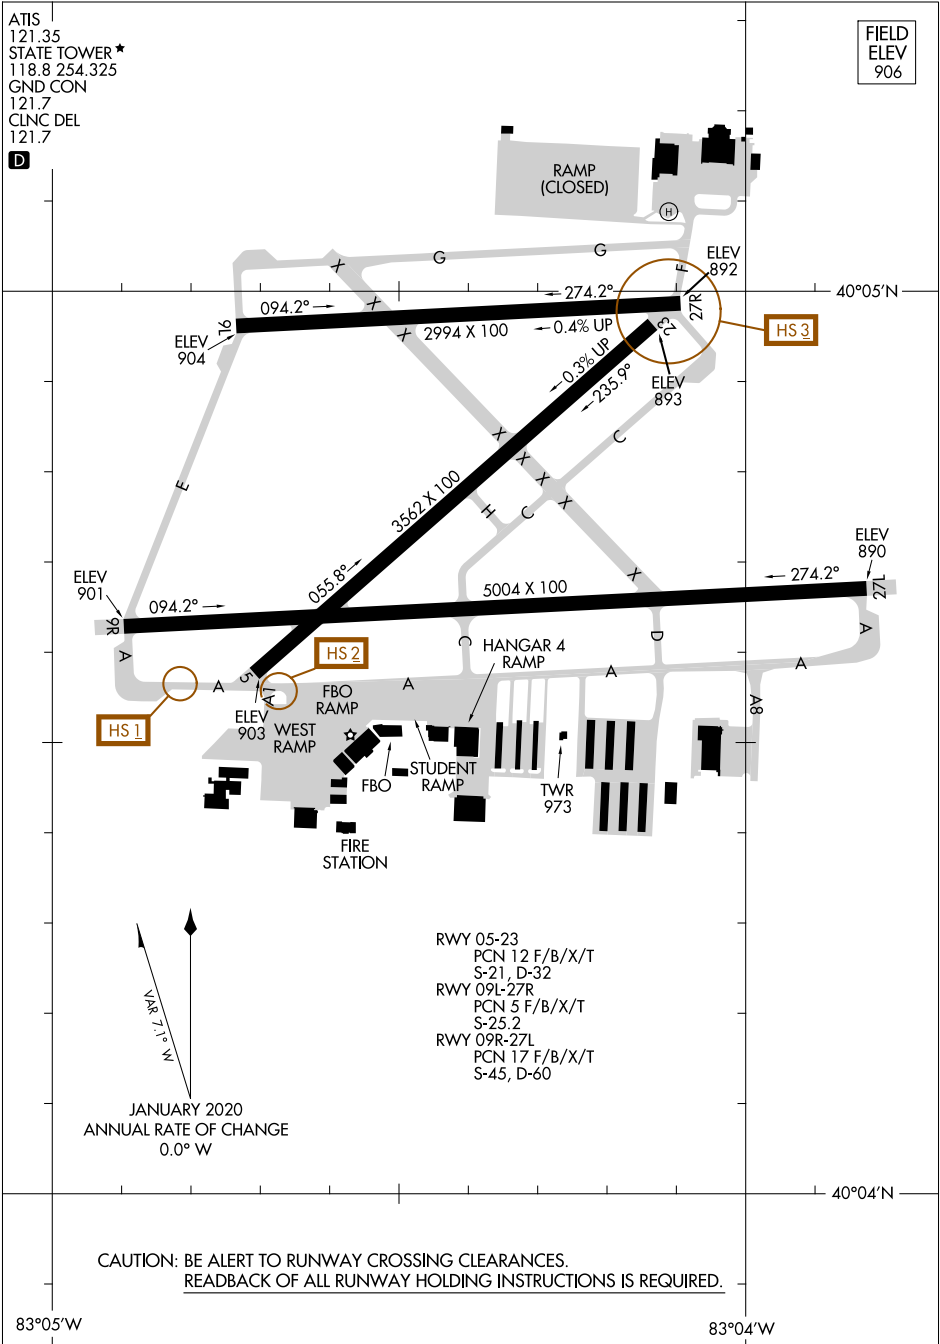 ATIS
121.35
STATE TOWER ★
118.8 254.325
GND CON
121.7
CLNC DEL
121.7
D
FIELD
ELEV
906
RAMP
(CLOSED)
H
G
G
F
ELEV
892
X
X
X
40°05'N
094.2°
274.2°
27R
9L
2994 X 100
0.4% UP
23
HS 3
ELEV
904
0.3% UP
235.9°
ELEV
893
C
X
X
X
X
E
3562 X 100
H
C
ELEV
890
ELEV
901
055.8°
X
274.2°
27L
5004 X 100
094.2°
9R
A
C
D
A
HANGAR 4
RAMP
HS 2
A
A
A
A
5
A1
A8
FBO
RAMP
HS 1
ELEV
903
WEST
RAMP
FBO
STUDENT
RAMP
TWR
973
FIRE
STATION
RWY 05-23
PCN 12 F/B/X/T
S-21, D-32
RWY 09L-27R
PCN 5 F/B/X/T
S-25.2
RWY 09R-27L
PCN 17 F/B/X/T
S-45, D-60
VAR 7.1° W
JANUARY 2020
ANNUAL RATE OF CHANGE
0.0° W
40°04'N
CAUTION: BE ALERT TO RUNWAY CROSSING CLEARANCES.
READBACK OF ALL RUNWAY HOLDING INSTRUCTIONS IS REQUIRED.
83°05'W
83°04'W